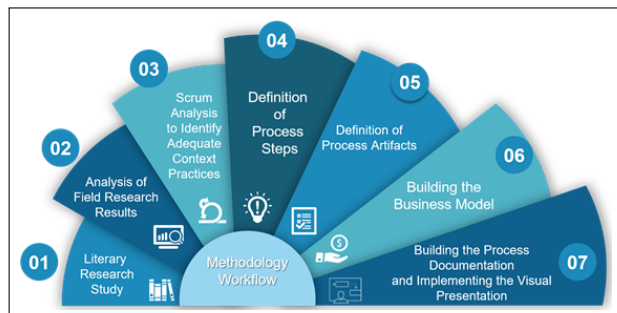 01
Literary
Research
Study
02
Analysis of
Field Research
Results
03
Scrum
Analysis
to Identify
Adequate
Context
Practices
04
Definition
of
Process
Steps
05
Definition of
Process Artifacts
06
Building the
Business Model
07
Building the Process
Documentation
and Implementing the Visual
Presentation
Methodology
Workflow